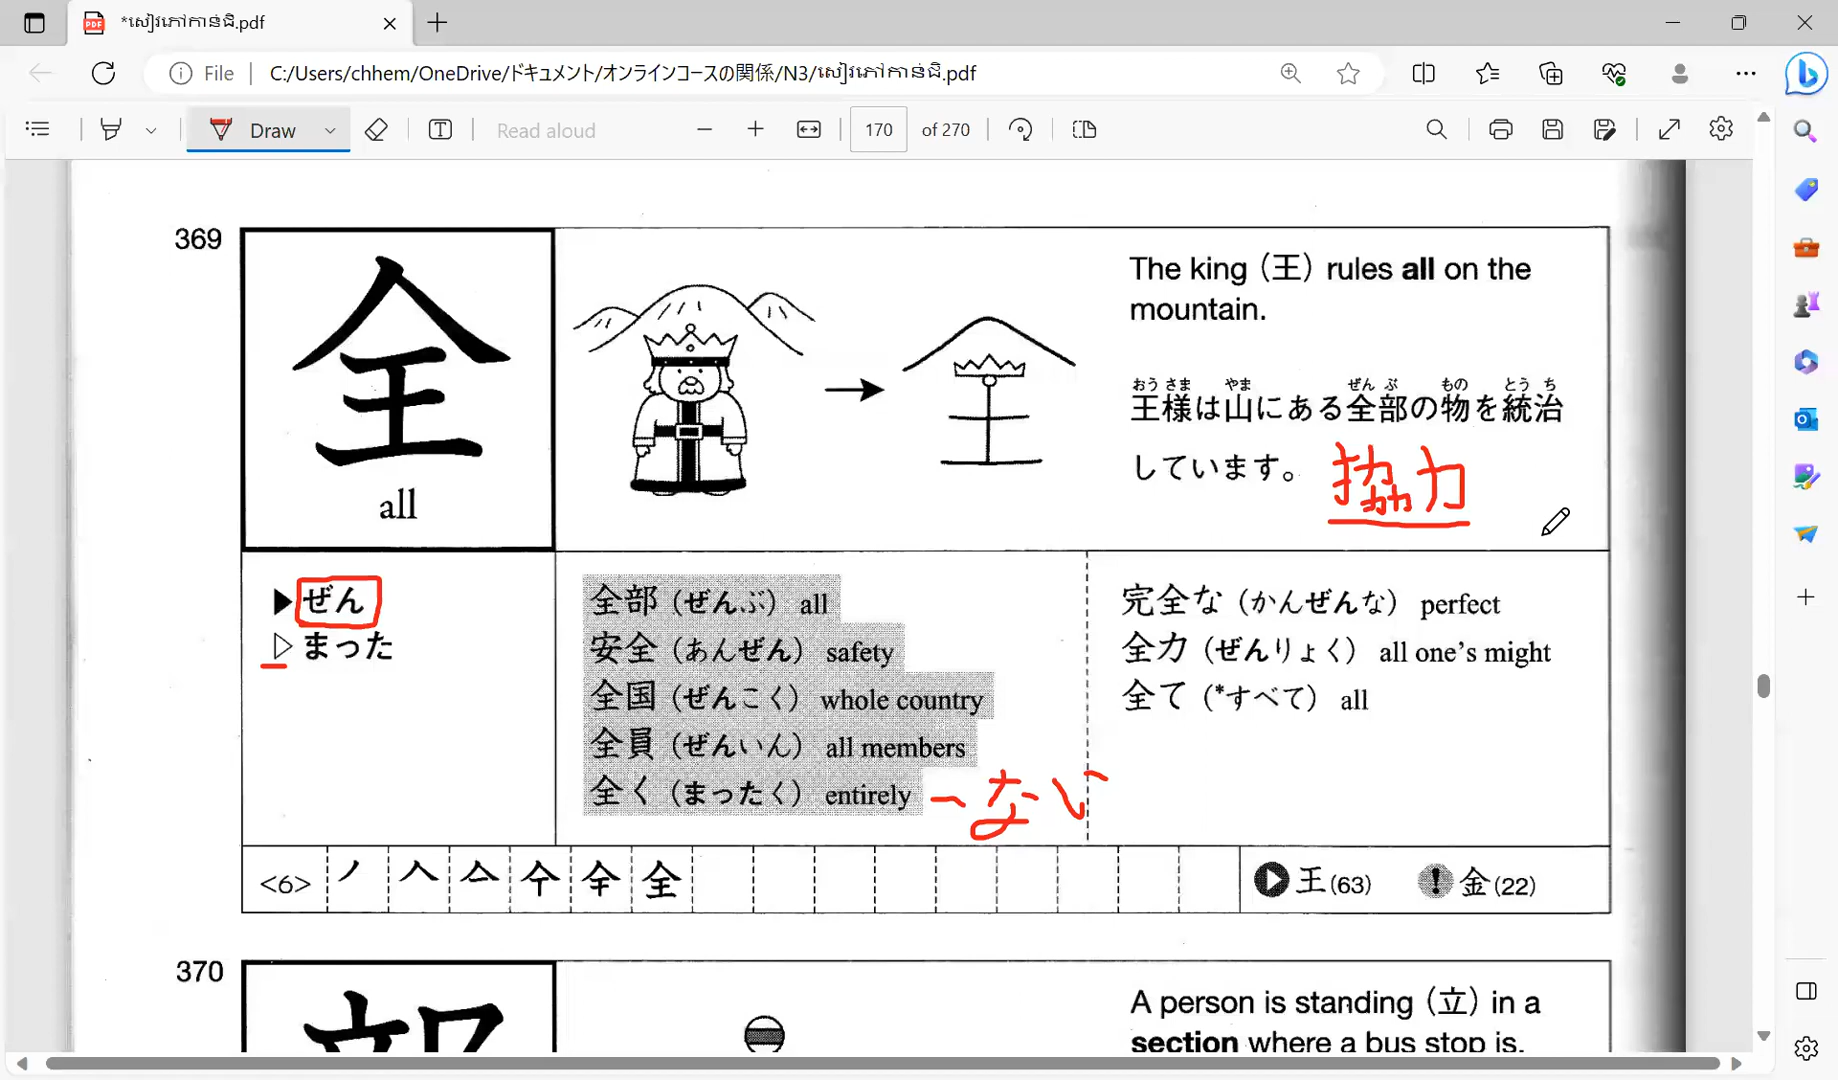 *សៀវភៅកាន់ជិ.pdf
File C:/Users/chhem/OneDrive/ドキュメント/オンラインコースの関係/N3/សៀវភៅកាន់ជិ.pdf
Draw Read aloud 170 of 270
369
全
all
The king (王) rules all on the
mountain.
おうさま やま ぜんぶ もの とうち
王様は山にある全部の物を統治
しています。 協力
▶ぜん
▷まった
全部 (ぜんぶ) all
安全 (あんぜん) safety
全国 (ぜんこく) whole country
全員 (ぜんいん) all members
全く (まったく) entirely ーない
完全な (かんぜんな) perfect
全力 (ぜんりょく) all one's might
全て (*すべて) all
<6> 全 王(63) ! 金(22)
370
A person is standing (立) in a
section where a bus stop is.